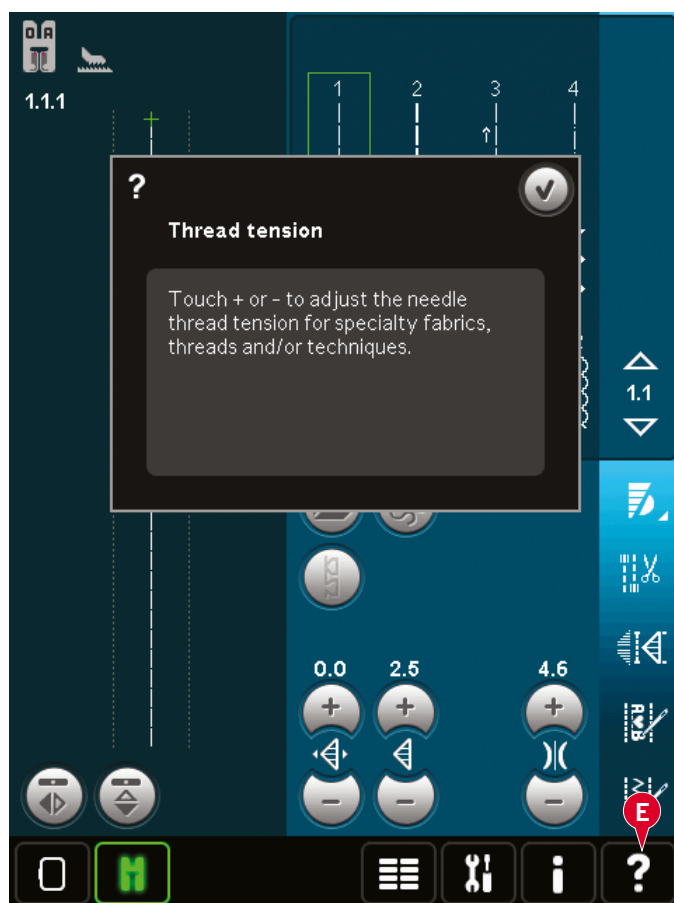 0 A
1.1.1
1 2 3 4
?
Thread tension
Touch + or - to adjust the needle
thread tension for specialty fabrics,
threads and/or techniques.
1.1
0.0 2.5 4.6
+ + +
- - -
A B
E
i ?